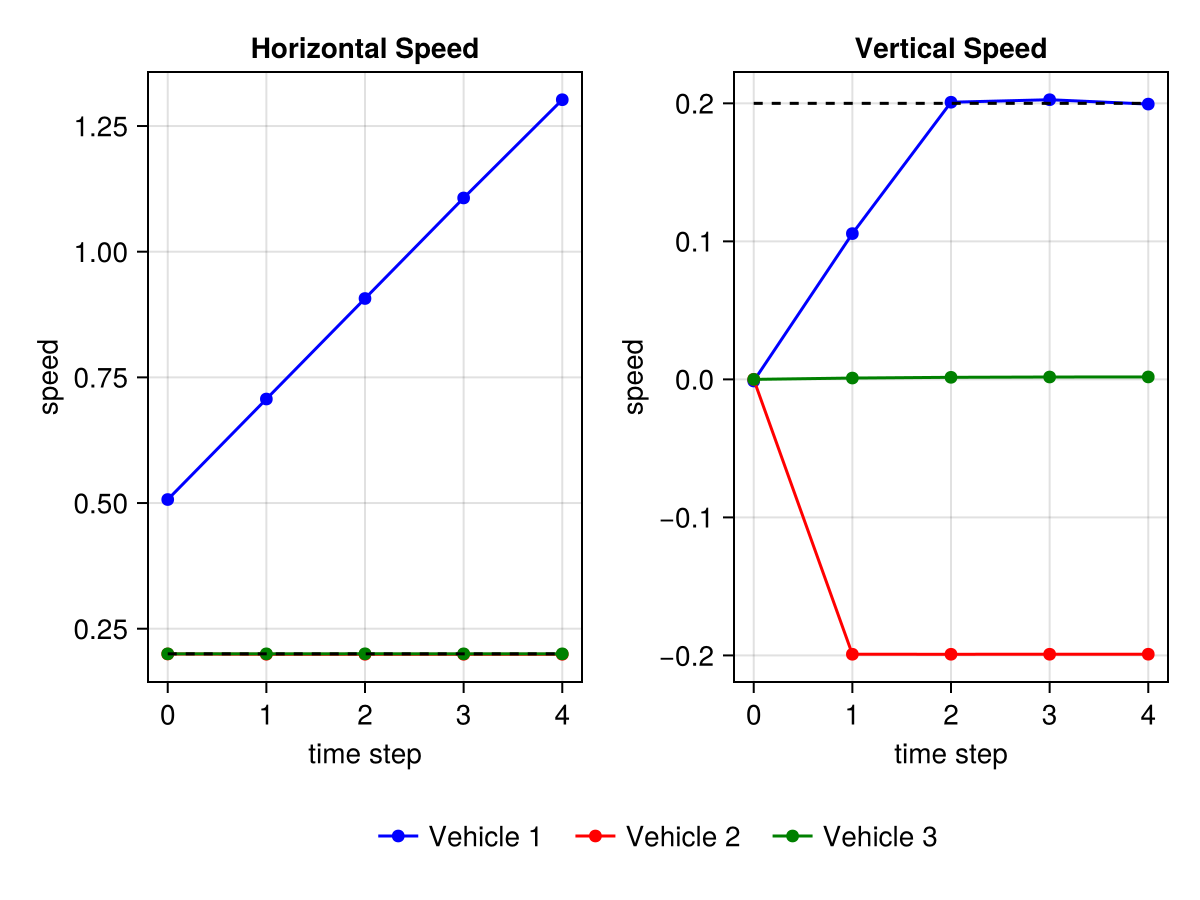 Horizontal Speed
speed
1.25
1.00
0.75
0.50
0.25
0 1 2 3 4
time step
Vertical Speed
speed
0.2
0.1
0.0
−0.1
−0.2
0 1 2 3 4
time step
Vehicle 1 Vehicle 2 Vehicle 3